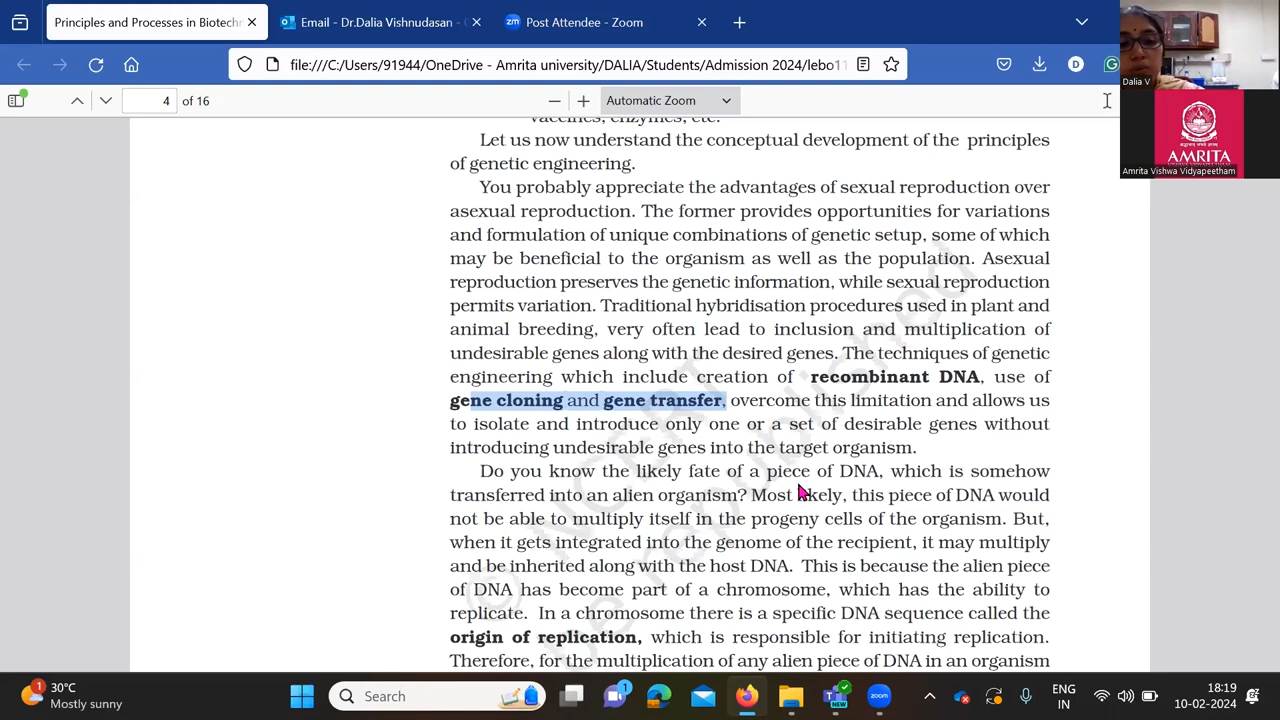 Principles and Processes in Biotechn
Email - Dr.Dalia Vishnudasan -
Post Attendee - Zoom
file:///C:/Users/91944/OneDrive - Amrita university/DALIA/Students/Admission 2024/lebo11
D
4 of 16
Automatic Zoom
Dalia V
AMRITA
Amrita Vishwa Vidyapeetham
vaccines, enzymes, etc.
Let us now understand the conceptual development of the principles
of genetic engineering.
You probably appreciate the advantages of sexual reproduction over
asexual reproduction. The former provides opportunities for variations
and formulation of unique combinations of genetic setup, some of which
may be beneficial to the organism as well as the population. Asexual
reproduction preserves the genetic information, while sexual reproduction
permits variation. Traditional hybridisation procedures used in plant and
animal breeding, very often lead to inclusion and multiplication of
undesirable genes along with the desired genes. The techniques of genetic
engineering which include creation of recombinant DNA, use of
gene cloning and gene transfer, overcome this limitation and allows us
to isolate and introduce only one or a set of desirable genes without
introducing undesirable genes into the target organism.
Do you know the likely fate of a piece of DNA, which is somehow
transferred into an alien organism? Most likely, this piece of DNA would
not be able to multiply itself in the progeny cells of the organism. But,
when it gets integrated into the genome of the recipient, it may multiply
and be inherited along with the host DNA. This is because the alien piece
of DNA has become part of a chromosome, which has the ability to
replicate. In a chromosome there is a specific DNA sequence called the
origin of replication, which is responsible for initiating replication.
Therefore, for the multiplication of any alien piece of DNA in an organism
© NCERT
be republished
1
30°C
Mostly sunny
Search
1
NEW
zoom
ENG
IN
18:19
10-02-2024